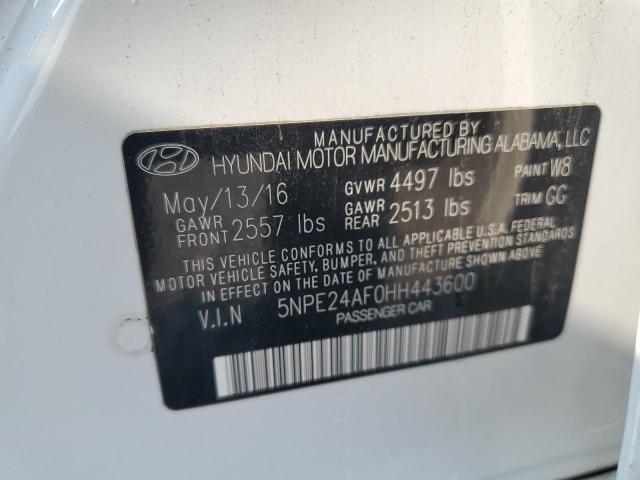 MANUFACTURED BY
HYUNDAI MOTOR MANUFACTURING ALABAMA, LLC
May/13/16 GVWR 4497 lbs PAINT W8
GAWR FRONT 2557 lbs GAWR REAR 2513 lbs TRIM GG
THIS VEHICLE CONFORMS TO ALL APPLICABLE U.S.A. FEDERAL
MOTOR VEHICLE SAFETY, BUMPER, AND THEFT PREVENTION STANDARDS
IN EFFECT ON THE DATE OF MANUFACTURE SHOWN ABOVE.
V.I.N 5NPE24AF0HH443600
PASSENGER CAR